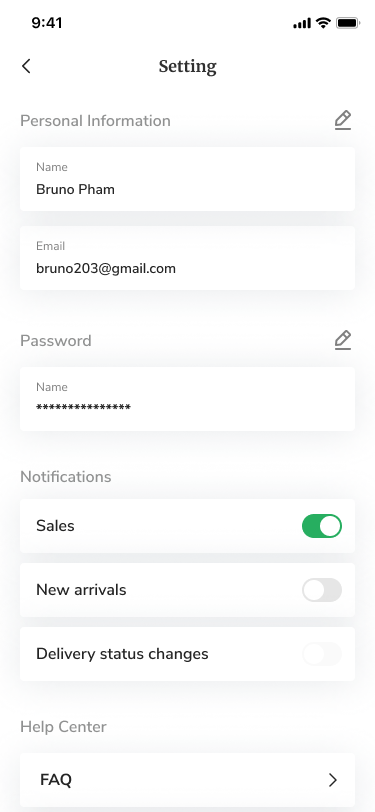 9:41
Setting
Personal Information
Name
Bruno Pham
Email
bruno203@gmail.com
Password
Name
***************
Notifications
Sales
New arrivals
Delivery status changes
Help Center
FAQ